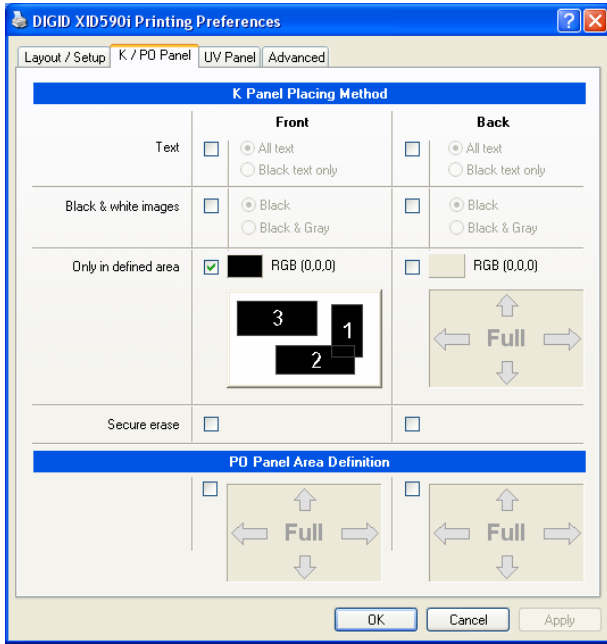 DIGID XID590i Printing Preferences
Layout / Setup K / PO Panel UV Panel Advanced
K Panel Placing Method
Front Back
Text All text All text
Black text only Black text only
Black & white images Black Black
Black & Gray Black & Gray
Only in defined area RGB (0,0,0) RGB (0,0,0)
3
1
2
Full
Secure erase
PO Panel Area Definition
Full Full
OK Cancel Apply